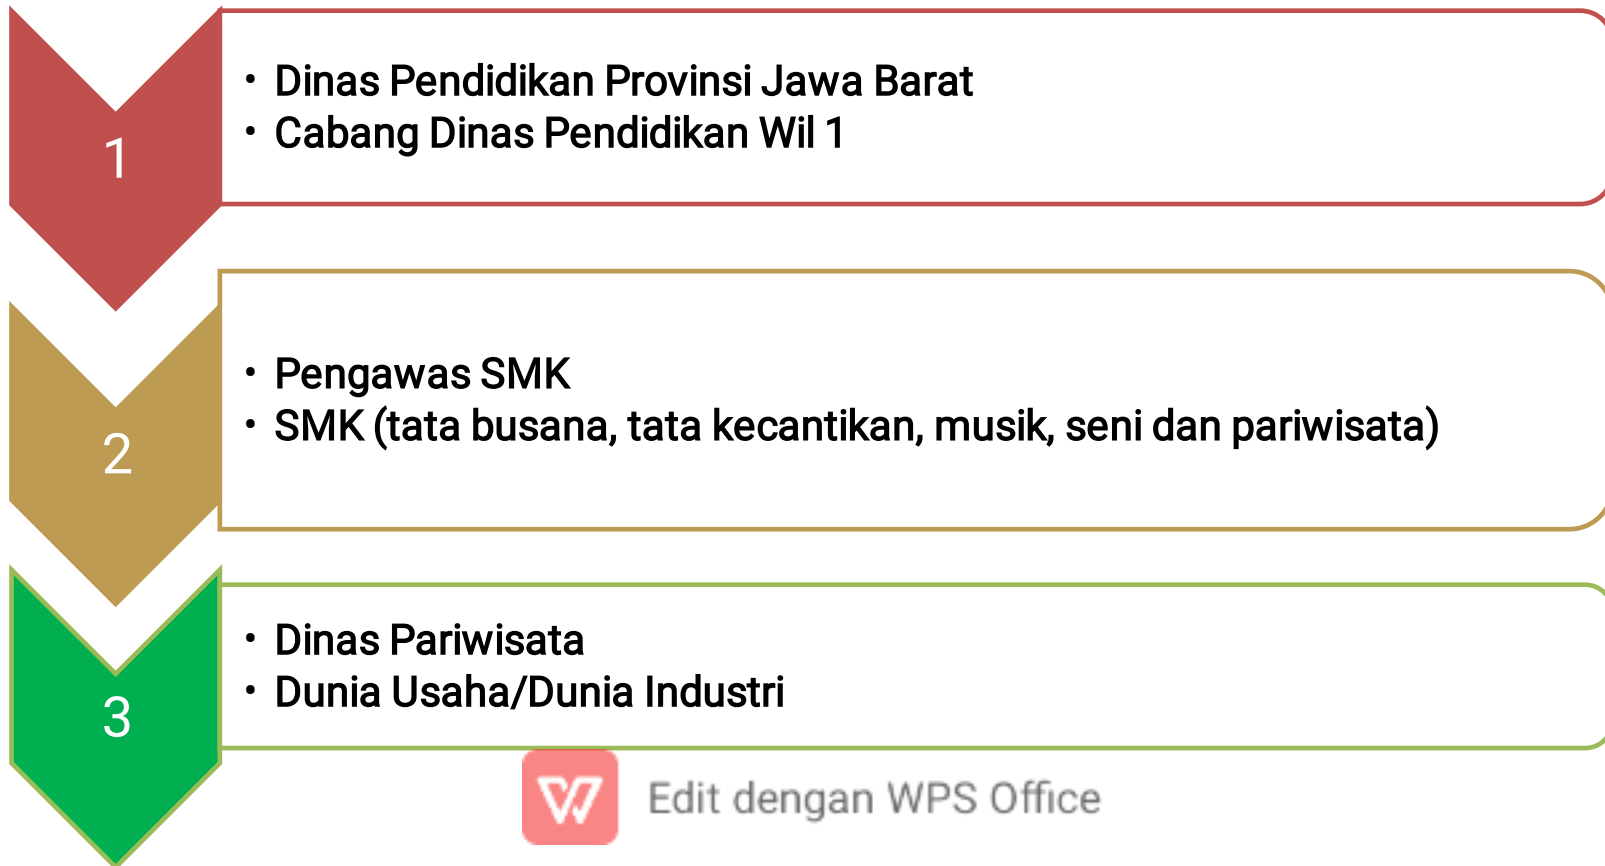 1
• Dinas Pendidikan Provinsi Jawa Barat
• Cabang Dinas Pendidikan Wil 1
2
• Pengawas SMK
• SMK (tata busana, tata kecantikan, musik, seni dan pariwisata)
3
• Dinas Pariwisata
• Dunia Usaha/Dunia Industri
Edit dengan WPS Office